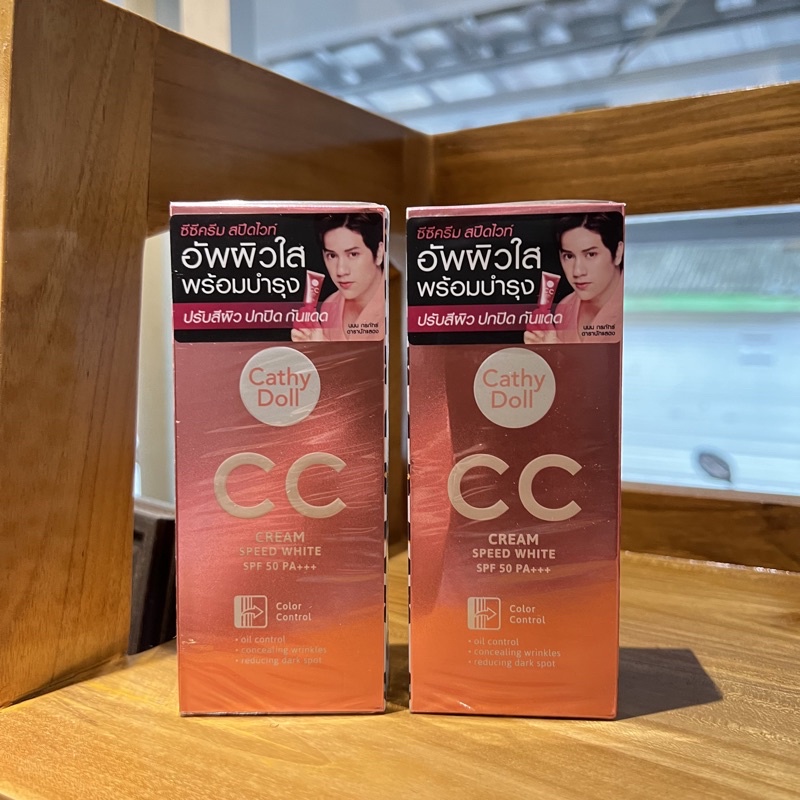 ซีซีครีม สปีดไวท์
อัพผิวใส
พร้อมบำรุง
ปรับสีผิว ปกปิด กันแดด
Cathy
Doll
CC
CREAM
SPEED WHITE
SPF 50 PA+++
Color
Control
• oil control
• concealing wrinkles
• reducing dark spot
ซีซีครีม สปีดไวท์
อัพผิวใส
พร้อมบำรุง
ปรับสีผิว ปกปิด กันแดด
Cathy
Doll
CC
CREAM
SPEED WHITE
SPF 50 PA+++
Color
Control
• oil control
• concealing wrinkles
• reducing dark spot